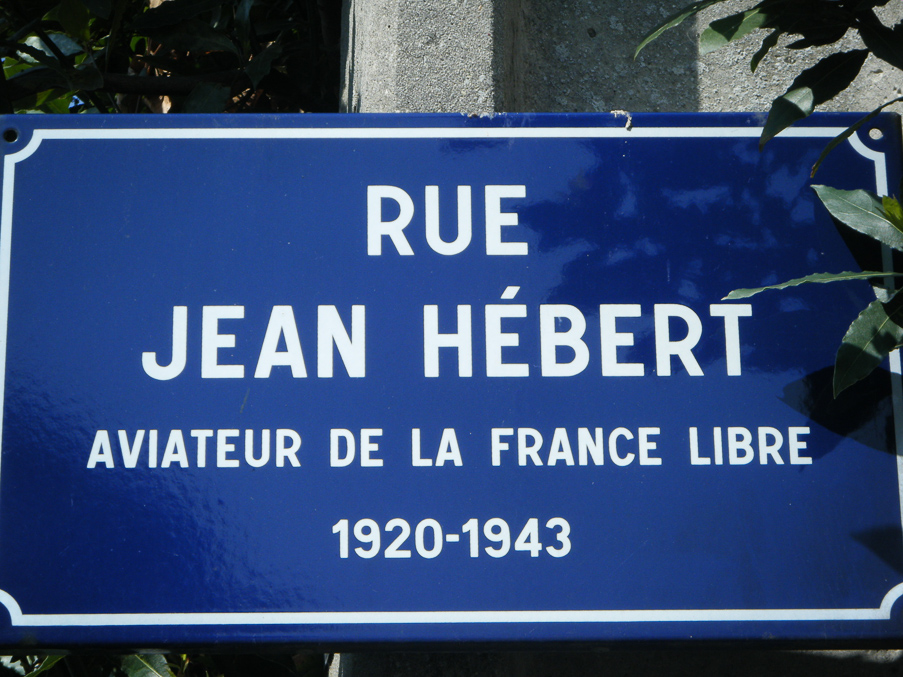 RUE
JEAN HÉBERT
AVIATEUR DE LA FRANCE LIBRE
1920-1943